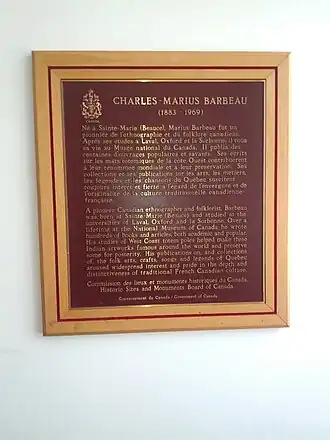 CANADA
CHARLES-MARIUS BARBEAU
(1883 - 1969)
Né à Sainte-Marie (Beauce), Marius Barbeau fut un
pionnier de l'ethnographie et du folklore canadiens.
Après ses études à Laval, Oxford et la Sorbonne, il voua
sa vie au Musée national du Canada. Il publia des
centaines d'ouvrages populaires et savants. Ses écrits
sur les mâts totémiques de la côte Ouest contribuèrent
à leur renommée mondiale et à leur préservation. Ses
collections et ses publications sur les arts, les métiers,
les légendes et les chansons du Québec suscitent
toujours intérêt et fierté à l'égard de l'envergure et de
l'originalité de la culture traditionnelle canadienne-
française.
A pioneer Canadian ethnographer and folklorist, Barbeau
was born at Sainte-Marie (Beauce) and studied at the
universities of Laval, Oxford and la Sorbonne. Over a
lifetime at the National Museum of Canada, he wrote
hundreds of books and articles, both academic and popular.
His studies of West Coast totem poles helped make these
Indian artworks famous around the world and preserve
some for posterity. His publications on, and collections
of, the folk arts, crafts, songs and legends of Quebec
aroused widespread interest and pride in the depth and
distinctiveness of traditional French Canadian culture.
Commission des lieux et monuments historiques du Canada.
Historic Sites and Monuments Board of Canada.
Gouvernement du Canada / Government of Canada